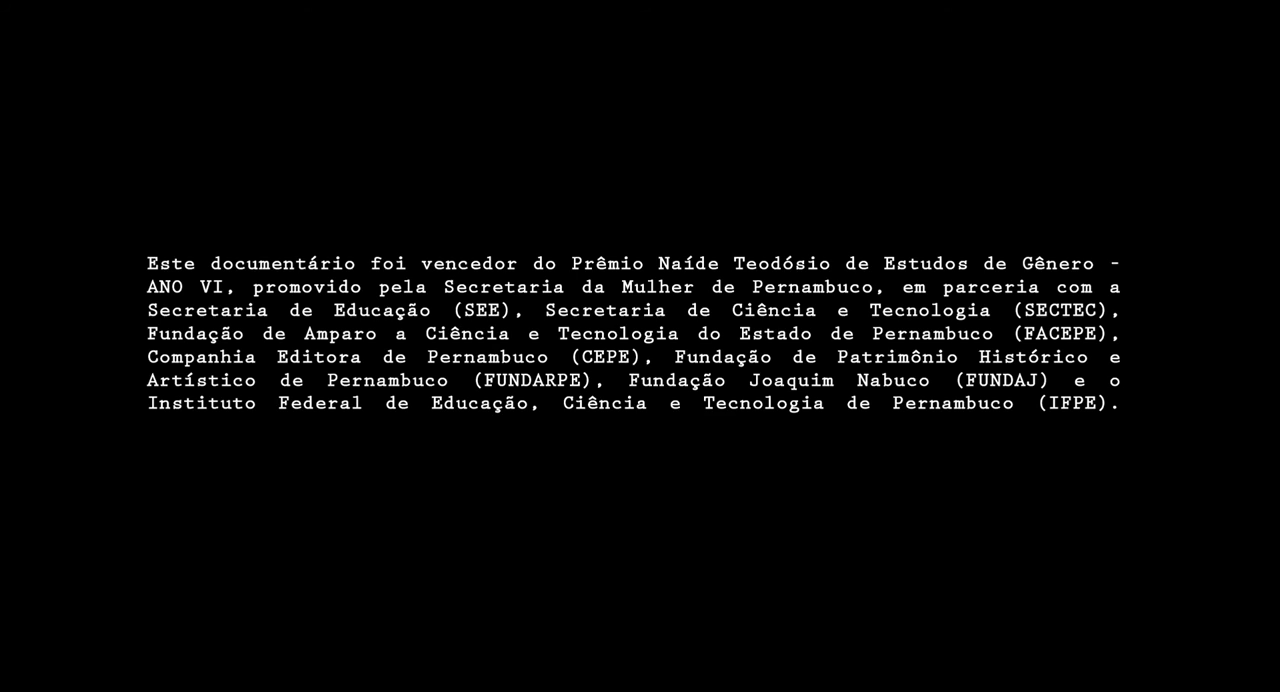 Este documentário foi vencedor do Prêmio Naíde Teodósio de Estudos de Gênero -
ANO VI, promovido pela Secretaria da Mulher de Pernambuco, em parceria com a
Secretaria de Educação (SEE), Secretaria de Ciência e Tecnologia (SECTEC),
Fundação de Amparo a Ciência e Tecnologia do Estado de Pernambuco (FACEPE),
Companhia Editora de Pernambuco (CEPE), Fundação de Patrimônio Histórico e
Artístico de Pernambuco (FUNDARPE), Fundação Joaquim Nabuco (FUNDAJ) e o
Instituto Federal de Educação, Ciência e Tecnologia de Pernambuco (IFPE).